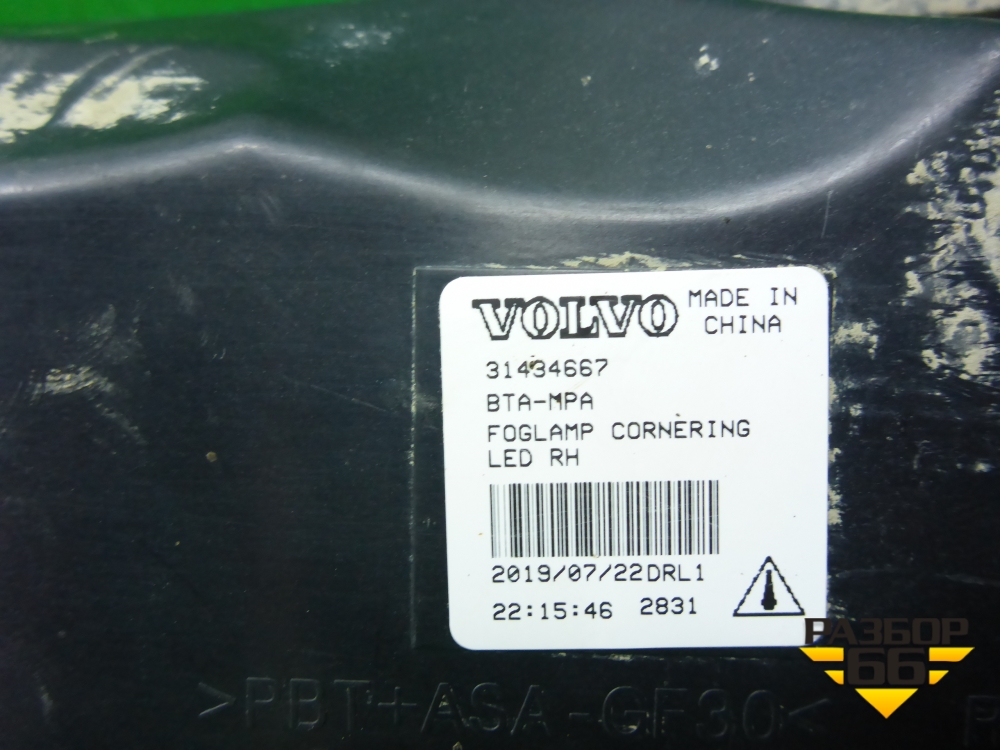 VOLVO MADE IN
CHINA
31434667
BTA-MPA
FOGLAMP CORNERING
LED RH
2019/07/22DRL1
22:15:46 2831
РАЗБОР
66
>PBT+ASA-GF30<